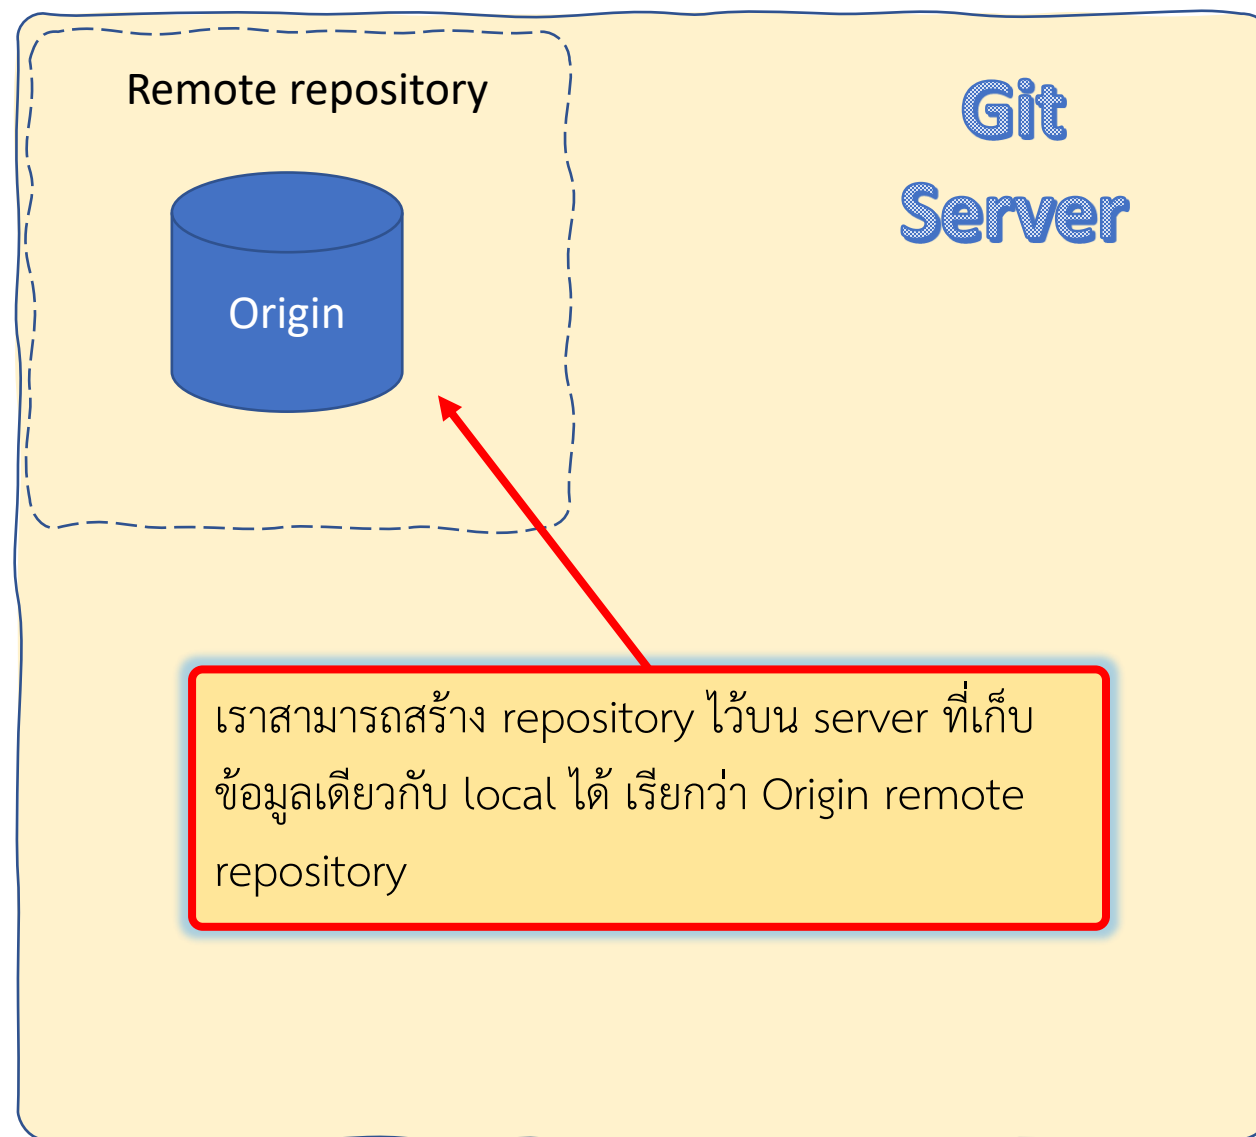 Remote repository
Git
Server
Origin
เราสามารถสร้าง repository ไว้บน server ที่เก็บ
ข้อมูลเดียวกับ local ได้ เรียกว่า Origin remote
repository